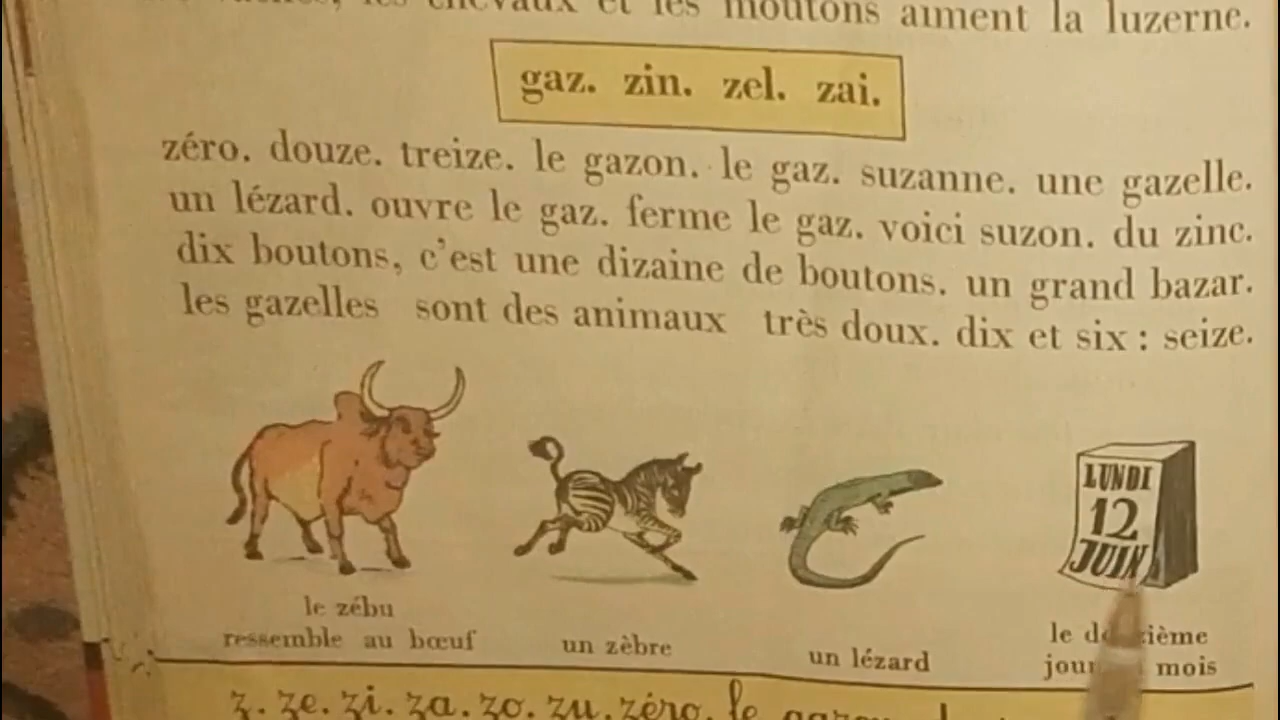 les chevaux et les moutons aiment la luzerne.
gaz. zin. zel. zai.
zéro. douze. treize. le gazon. le gaz. suzanne. une gazelle.
un lézard. ouvre le gaz. ferme le gaz. voici suzon. du zinc.
dix boutons, c'est une dizaine de boutons. un grand bazar.
les gazelles sont des animaux très doux. dix et six : seize.
LUNDI
12
JUIN
le zébu
ressemble au bœuf
un zèbre
un lézard
le
jour mois
z. ze. zi. za. zo. zu. zéro. le